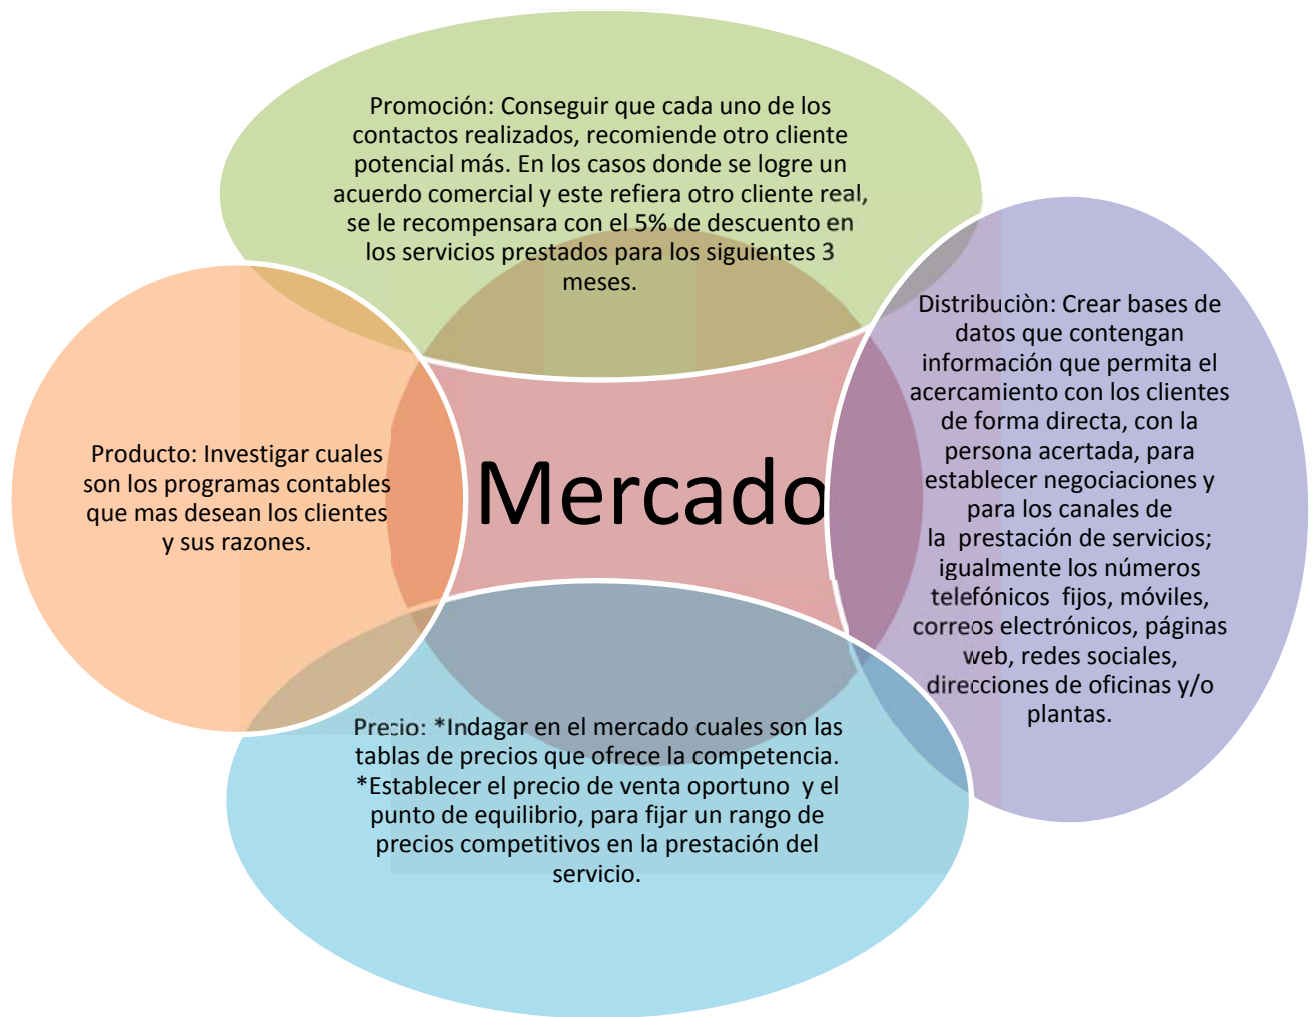 Promoción: Conseguir que cada uno de los
contactos realizados, recomiende otro cliente
potencial más. En los casos donde se logre un
acuerdo comercial y este refiera otro cliente real,
se le recompensara con el 5% de descuento en
los servicios prestados para los siguientes 3
meses.
Distribuciòn: Crear bases de
datos que contengan
información que permita el
acercamiento con los clientes
de forma directa, con la
persona acertada, para
establecer negociaciones y
para los canales de
la prestación de servicios;
igualmente los números
telefónicos fijos, móviles,
correos electrónicos, páginas
web, redes sociales,
direcciones de oficinas y/o
plantas.
Producto: Investigar cuales
son los programas contables
que mas desean los clientes
y sus razones.
Mercado
Precio: *Indagar en el mercado cuales son las
tablas de precios que ofrece la competencia.
*Establecer el precio de venta oportuno y el
punto de equilibrio, para fijar un rango de
precios competitivos en la prestación del
servicio.